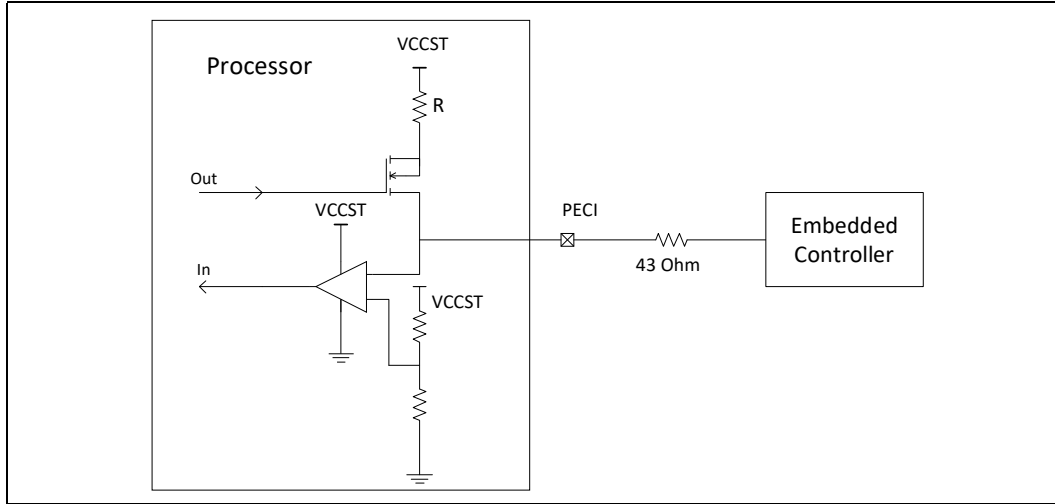 VCCST
Processor
R
Out
VCCST
PECI
Embedded
Controller
In
43 Ohm
VCCST